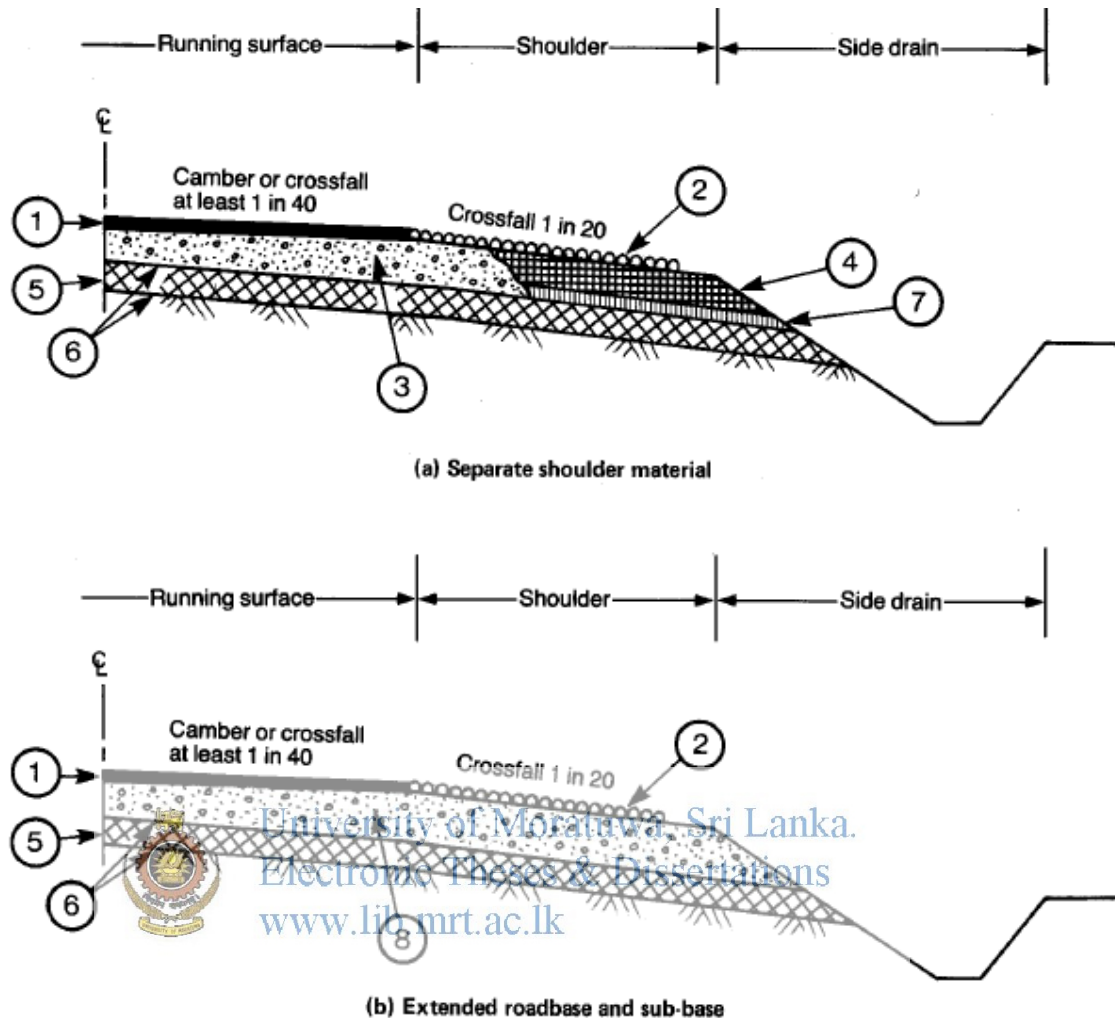 Running surface
Shoulder
Side drain
℄
Camber or crossfall
at least 1 in 40
Crossfall 1 in 20
1
2
4
5
7
6
3
(a) Separate shoulder material
Running surface
Shoulder
Side drain
℄
Camber or crossfall
at least 1 in 40
Crossfall 1 in 20
2
1
5
University of Moratuwa, Sri Lanka.
Electronic Theses & Dissertations
www.lib.mrt.ac.lk
6
8
(b) Extended roadbase and sub-base